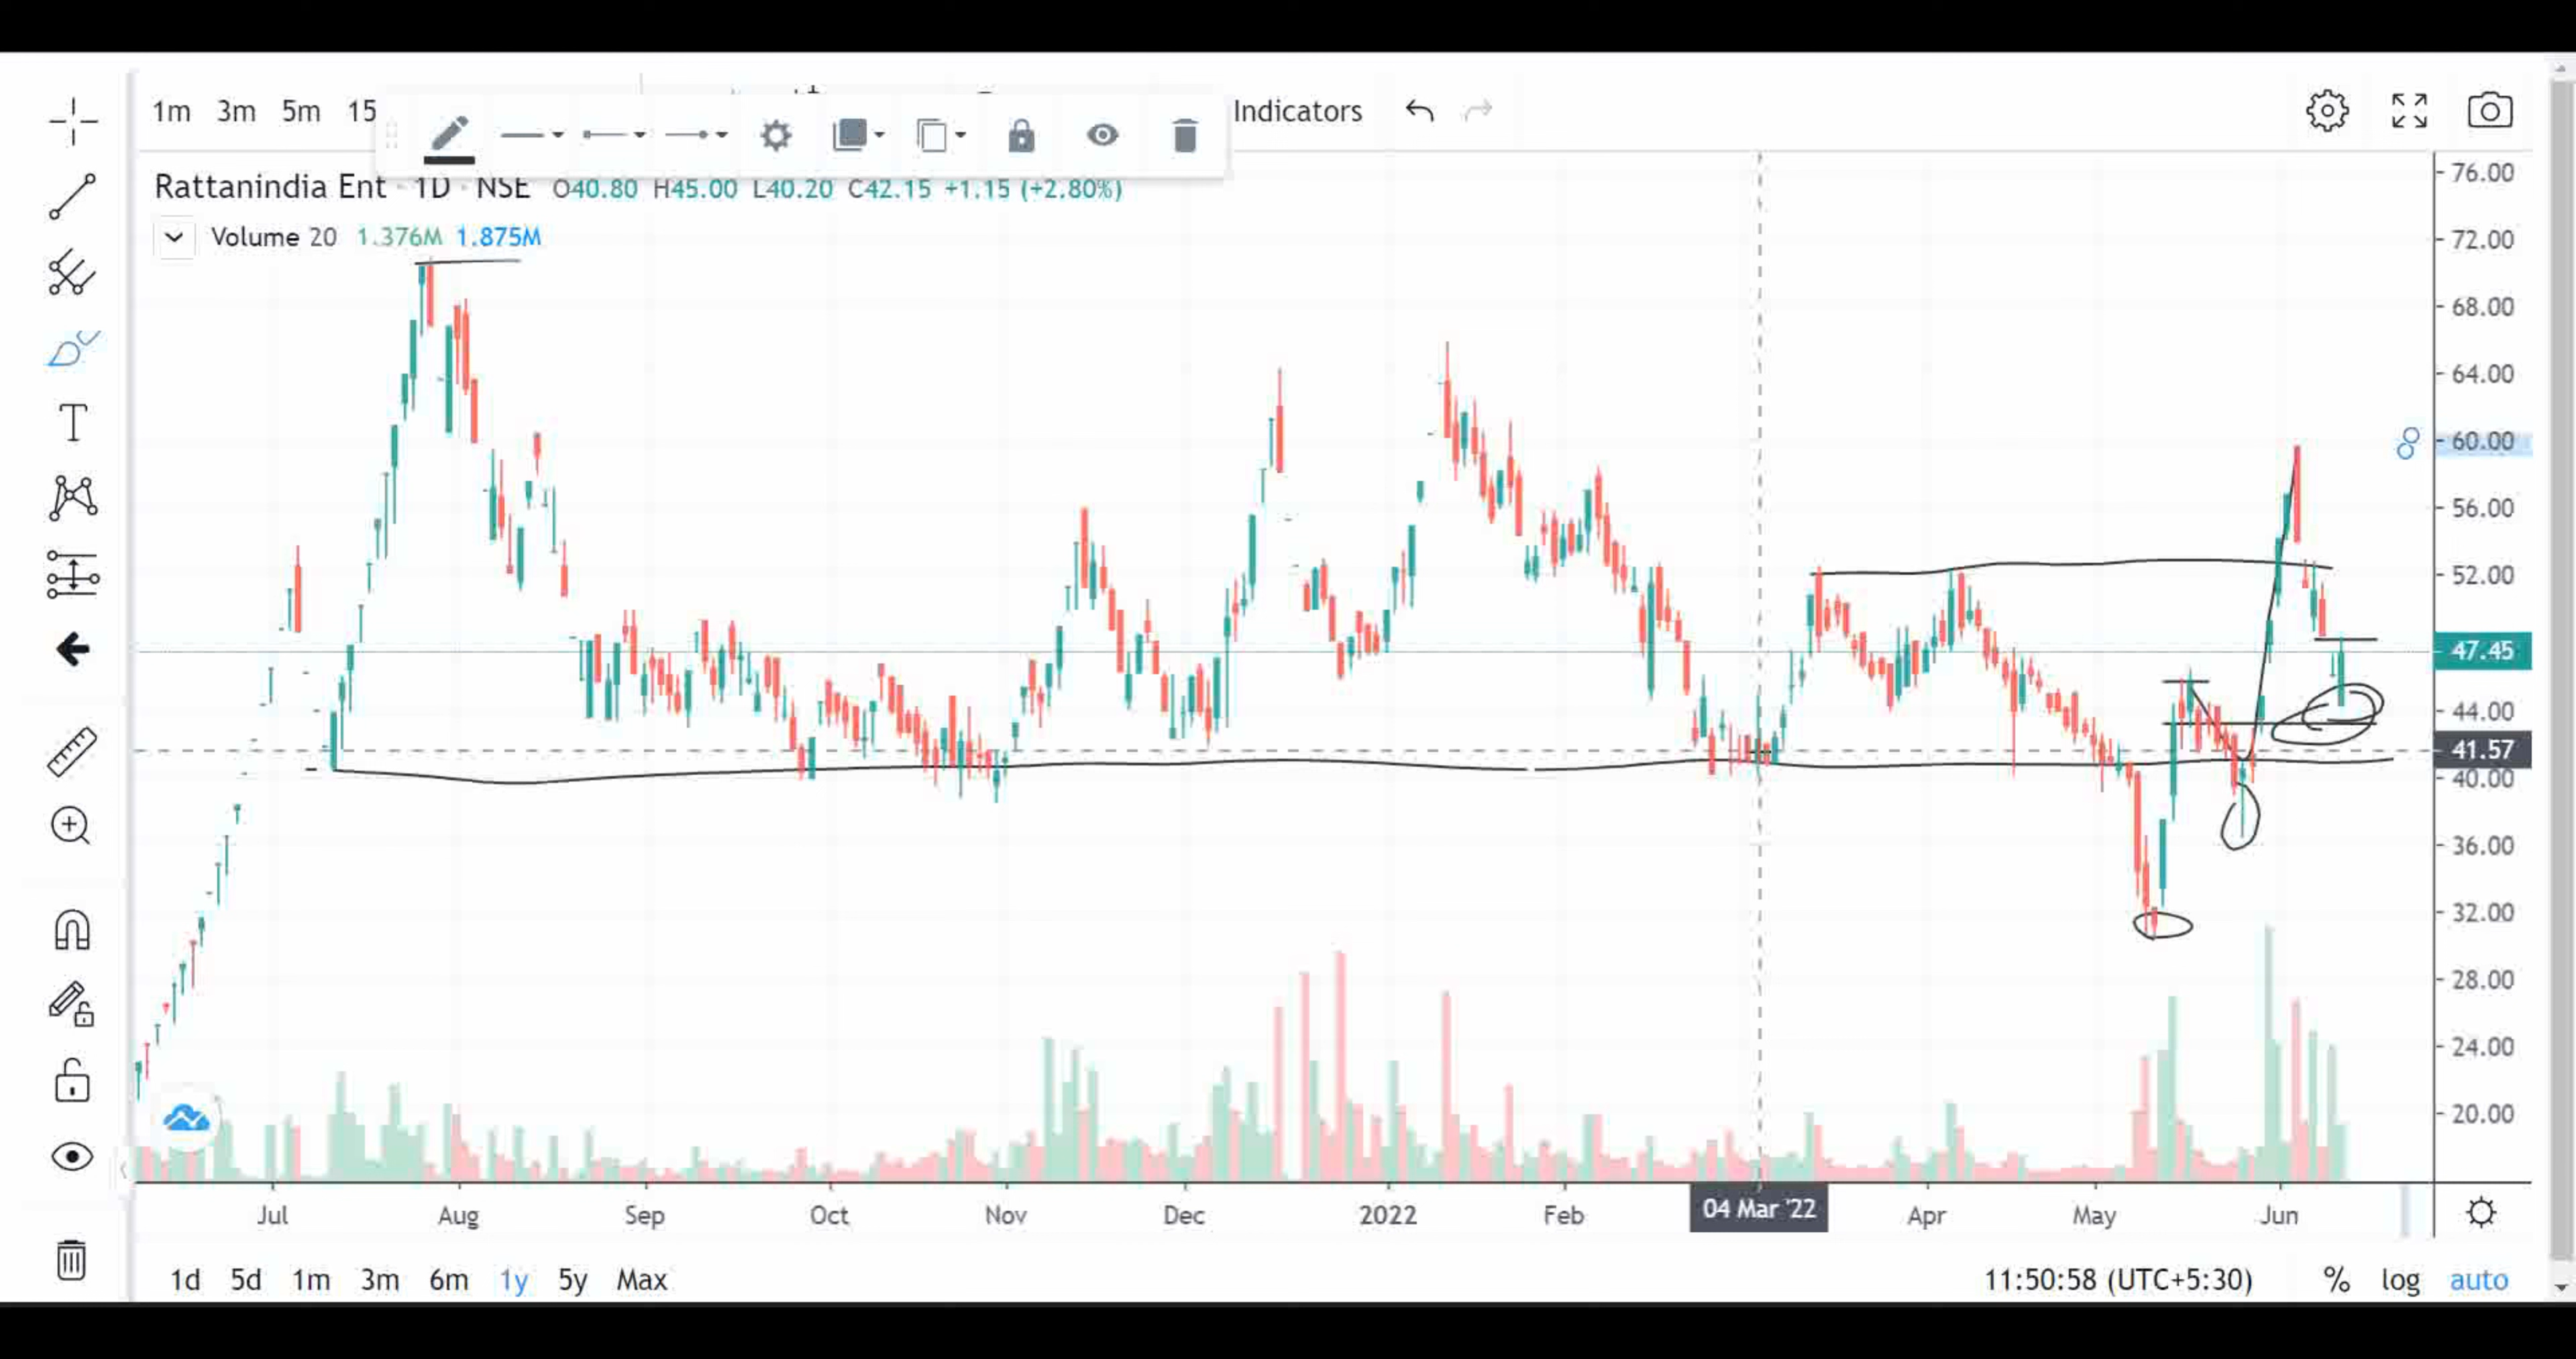 1m 3m 5m 15
Indicators
Rattanindia Ent · 1D · NSE O40.80 H45.00 L40.20 C42.15 +1.15 (+2.80%)
Volume 20 1.376M 1.875M
76.00
72.00
68.00
64.00
60.00
56.00
52.00
47.45
44.00
41.57
40.00
36.00
32.00
28.00
24.00
20.00
Jul Aug Sep Oct Nov Dec 2022 Feb 04 Mar '22 Apr May Jun
1d 5d 1m 3m 6m 1y 5y Max 11:50:58 (UTC+5:30) % log auto